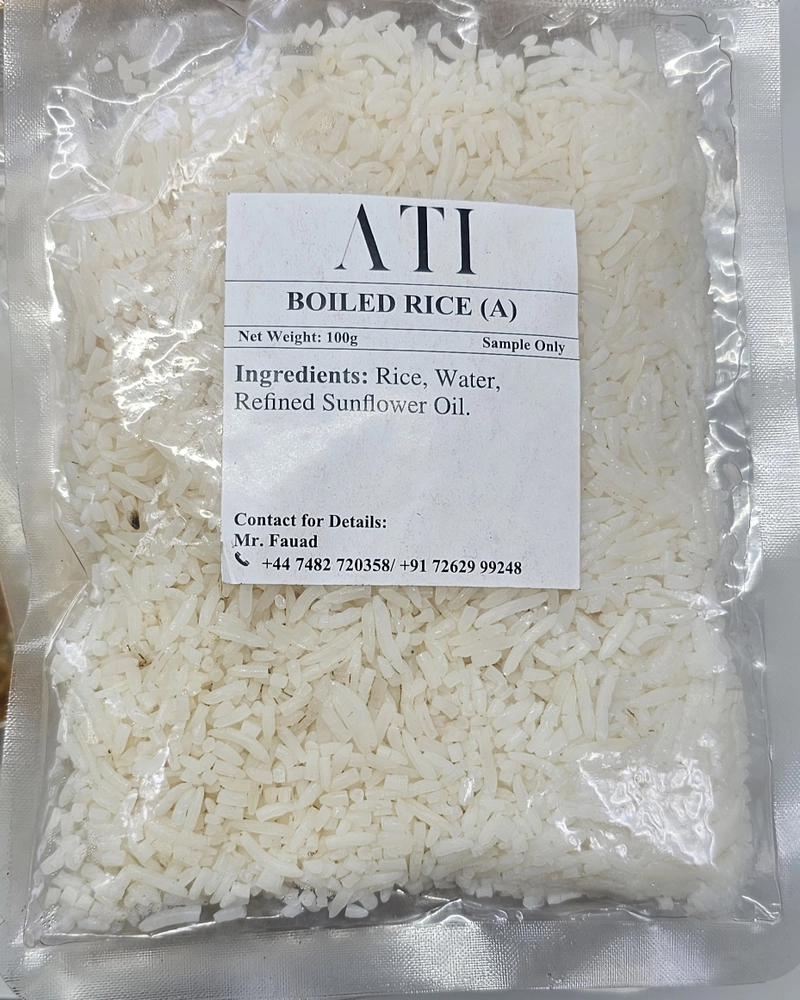 ATI
BOILED RICE (A)
Net Weight: 100g Sample Only
Ingredients: Rice, Water,
Refined Sunflower Oil.
Contact for Details:
Mr. Fauad
+44 7482 720358/ +91 72629 99248